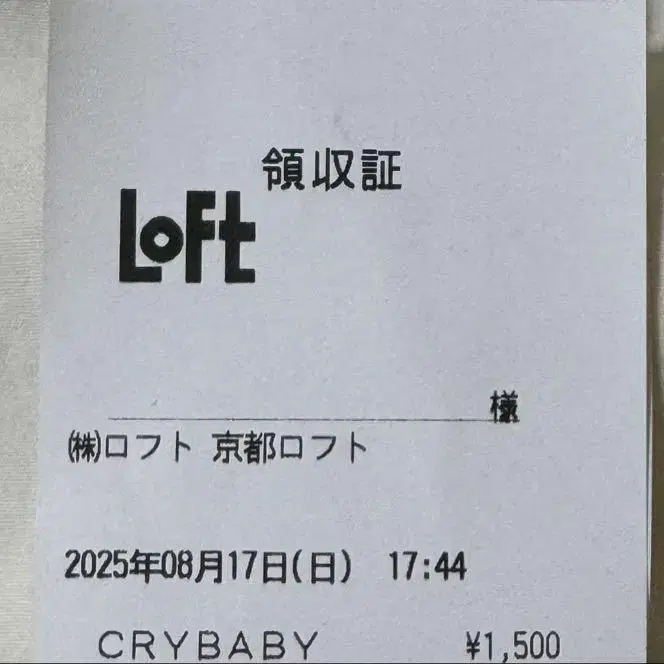 領収証
LOFt
様
㈱ロフト 京都ロフト
2025年08月17日(日) 17:44
CRYBABY ¥1,500